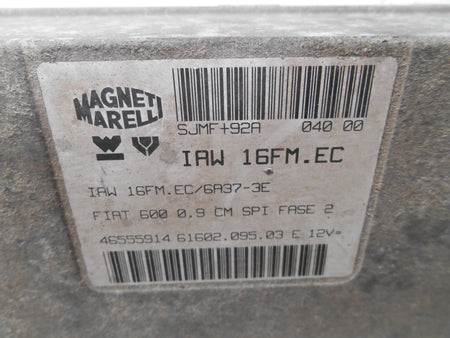 MAGNETI
MARELLI
SJMF+92A 040 00
IAW 16FM.EC
IAW 16FM.EC/6A37-3E
FIAT 600 0,9 CM SPI FASE 2
46555914 61602.095.03 E 12V=